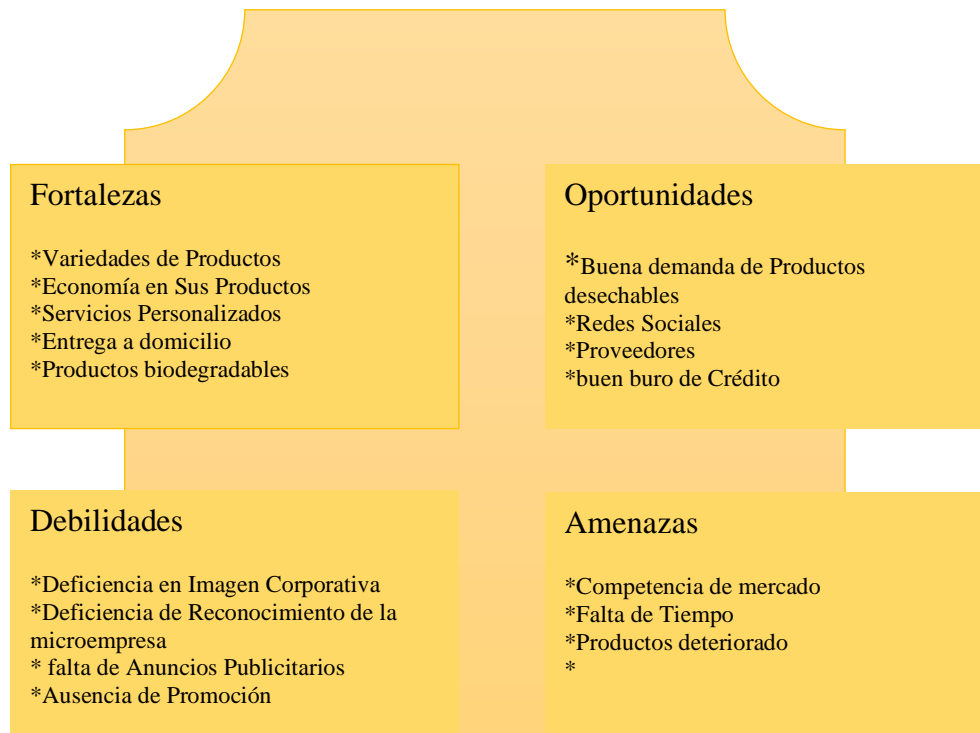 Fortalezas
*Variedades de Productos
*Economía en Sus Productos
*Servicios Personalizados
*Entrega a domicilio
*Productos biodegradables
Oportunidades
*Buena demanda de Productos
desechables
*Redes Sociales
*Proveedores
*buen buro de Crédito
Debilidades
*Deficiencia en Imagen Corporativa
*Deficiencia de Reconocimiento de la
microempresa
* falta de Anuncios Publicitarios
*Ausencia de Promoción
Amenazas
*Competencia de mercado
*Falta de Tiempo
*Productos deteriorado
*